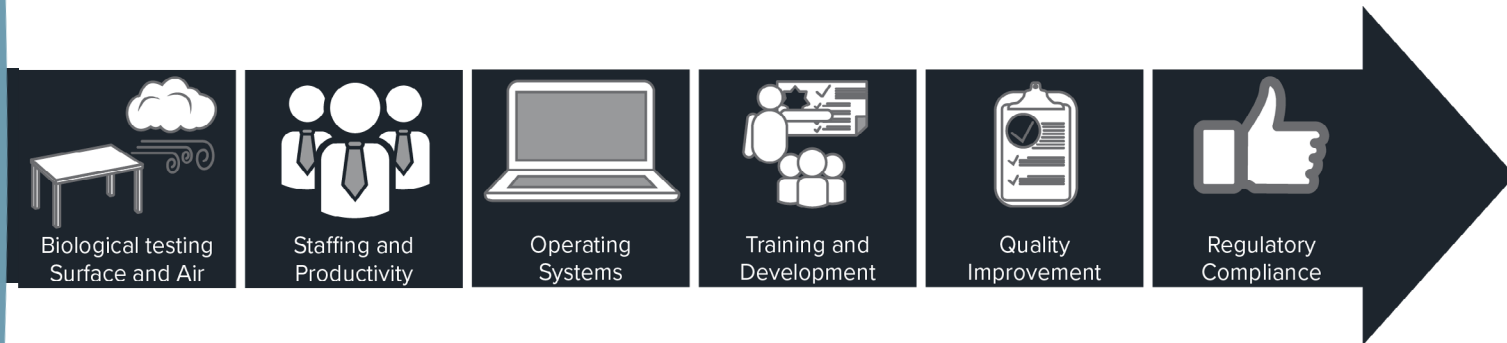 Biological testing
Surface and Air
Staffing and
Productivity
Operating
Systems
Training and
Development
Quality
Improvement
Regulatory
Compliance